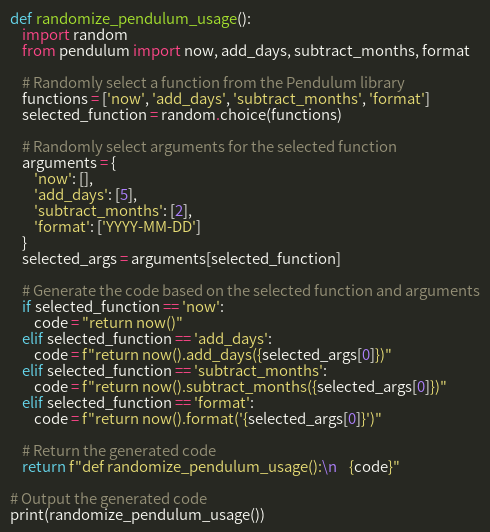 def randomize_pendulum_usage():
    import random
    from pendulum import now, add_days, subtract_months, format

    # Randomly select a function from the Pendulum library
    functions = ['now', 'add_days', 'subtract_months', 'format']
    selected_function = random.choice(functions)

    # Randomly select arguments for the selected function
    arguments = {
        'now': [],
        'add_days': [5],
        'subtract_months': [2],
        'format': ['YYYY-MM-DD']
    }
    selected_args = arguments[selected_function]

    # Generate the code based on the selected function and arguments
    if selected_function == 'now':
        code = "return now()"
    elif selected_function == 'add_days':
        code = f"return now().add_days({selected_args[0]})"
    elif selected_function == 'subtract_months':
        code = f"return now().subtract_months({selected_args[0]})"
    elif selected_function == 'format':
        code = f"return now().format('{selected_args[0]}')"

    # Return the generated code
    return f"def randomize_pendulum_usage():\n    {code}"

# Output the generated code
print(randomize_pendulum_usage())